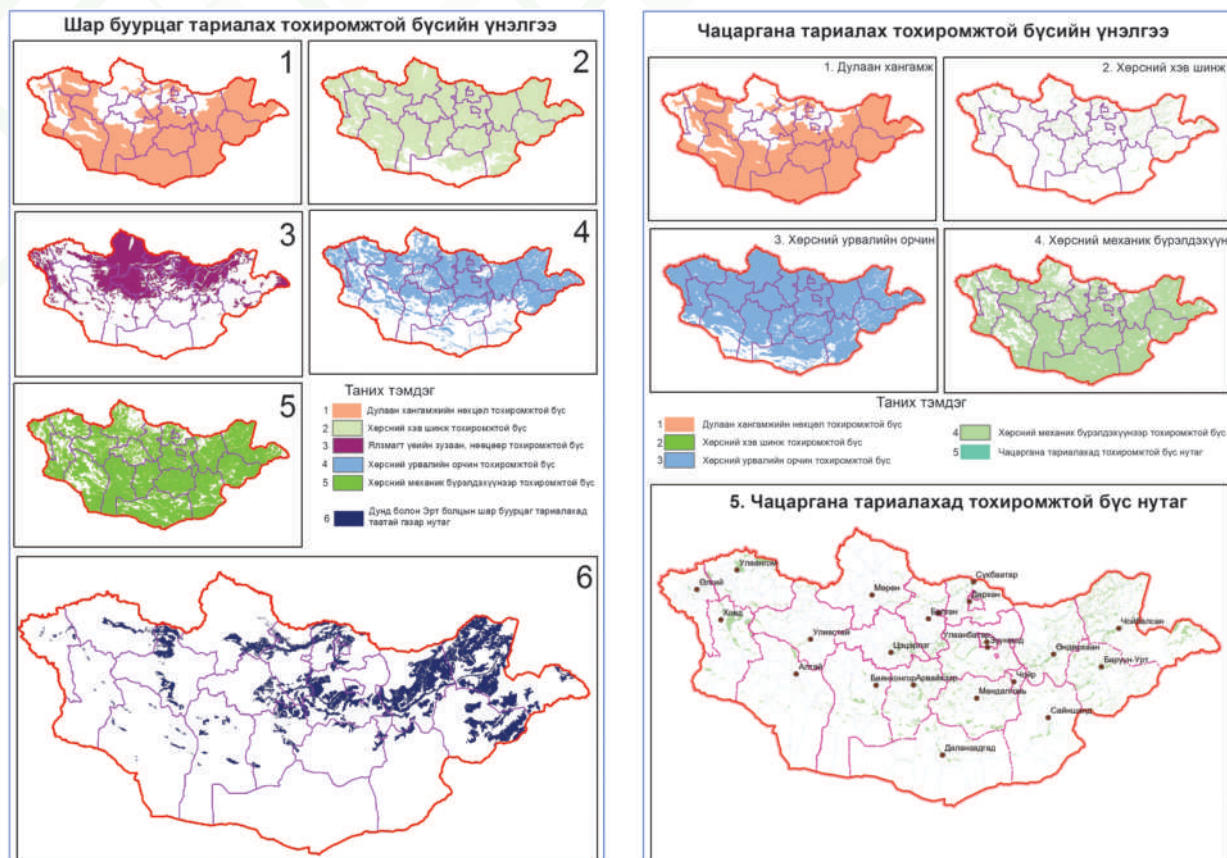 Шар буурцаг тариалах тохиромжтой бүсийн үнэлгээ
1
2
3
4
5
Таних тэмдэг
1 Дулаан хангамжийн нөхцөл тохиромжтой бүс
2 Хөрсний хэв шинж тохиромжтой бүс
3 Ялзмагт үеийн зузаан, нөөцөөр тохиромжтой бүс
4 Хөрсний урвалийн орчин тохиромжтой бүс
5 Хөрсний механик бүрэлдэхүүнээр тохиромжтой бүс
6 Дунд болон Эрт болцын шар буурцаг тариалахад
таатай газар нутаг
6
Чацаргана тариалах тохиромжтой бүсийн үнэлгээ
1. Дулаан хангамж
2. Хөрсний хэв шинж
3. Хөрсний урвалийн орчин
4. Хөрсний механик бүрэлдэхүүн
Таних тэмдэг
1 Дулаан хангамжийн нөхцөл тохиромжтой бүс
2 Хөрсний хэв шинж тохиромжтой бүс
3 Хөрсний урвалийн орчин тохиромжтой бүс
4 Хөрсний механик бүрэлдэхүүнээр тохиромжтой бүс
5 Чацаргана тариалахад тохиромжтой бүс нутаг
5. Чацаргана тариалахад тохиромжтой бүс нутаг
Улаангом
Өлгий
Сүхбаатар
Мөрөн
Дархан
Булган
Ховд
Чойбалсан
Улиастай
Улаанбаатар
Зуунмод
Цэцэрлэг
Өндөрхаан
Баруун-Урт
Алтай
Баянхонгор
Арвайхээр
Чойр
Мандалговь
Сайншанд
Даланзадгад